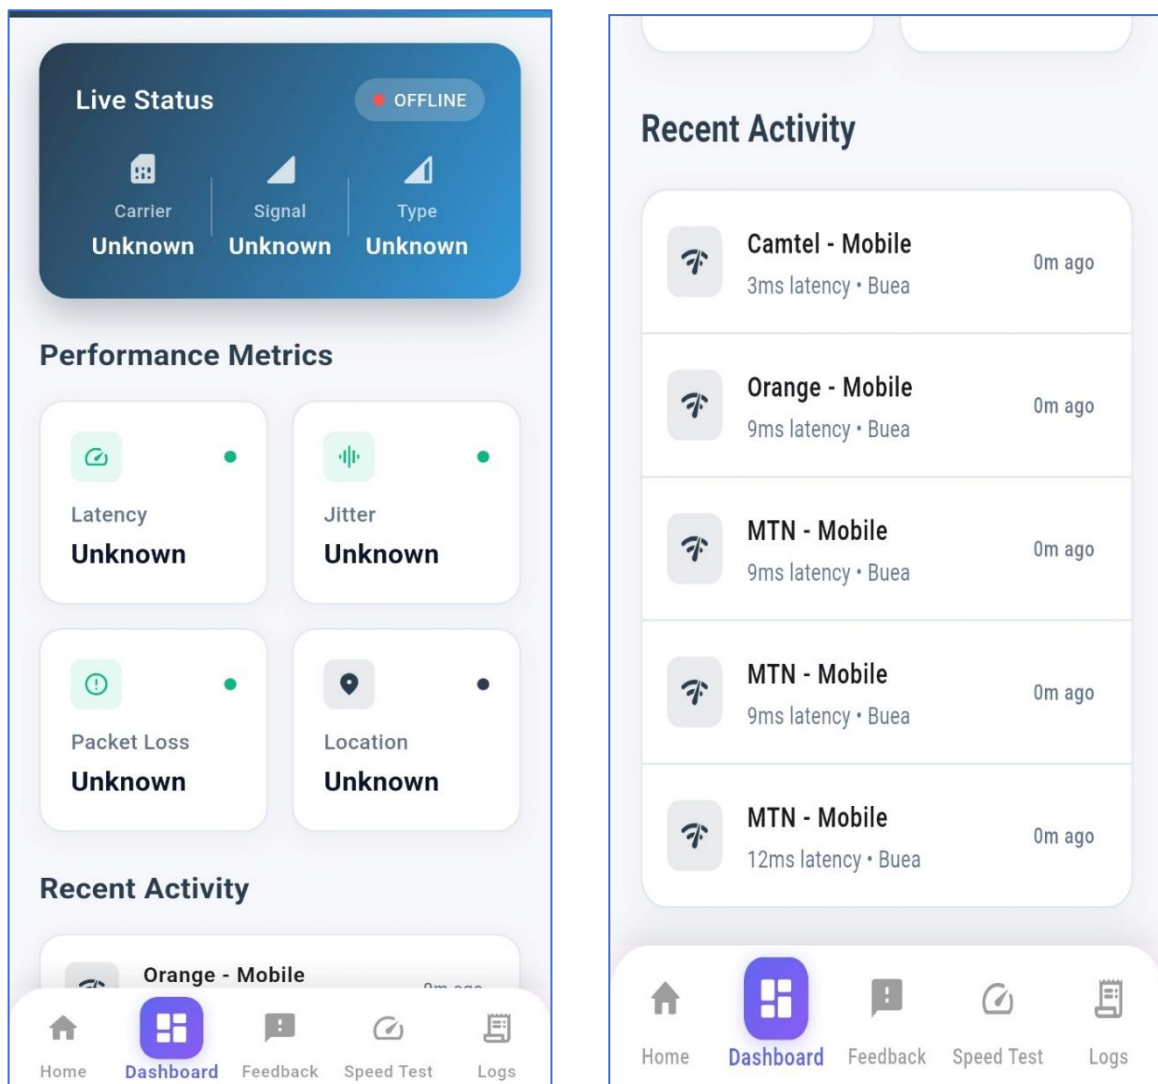 Live Status
OFFLINE
Carrier Signal Type
Unknown Unknown Unknown
Performance Metrics
Latency Jitter
Unknown Unknown
Packet Loss Location
Unknown Unknown
Recent Activity
Orange - Mobile
0m ago
Home Dashboard Feedback Speed Test Logs
Recent Activity
Camtel - Mobile
3ms latency • Buea
0m ago
Orange - Mobile
9ms latency • Buea
0m ago
MTN - Mobile
9ms latency • Buea
0m ago
MTN - Mobile
9ms latency • Buea
0m ago
MTN - Mobile
12ms latency • Buea
0m ago
Home Dashboard Feedback Speed Test Logs